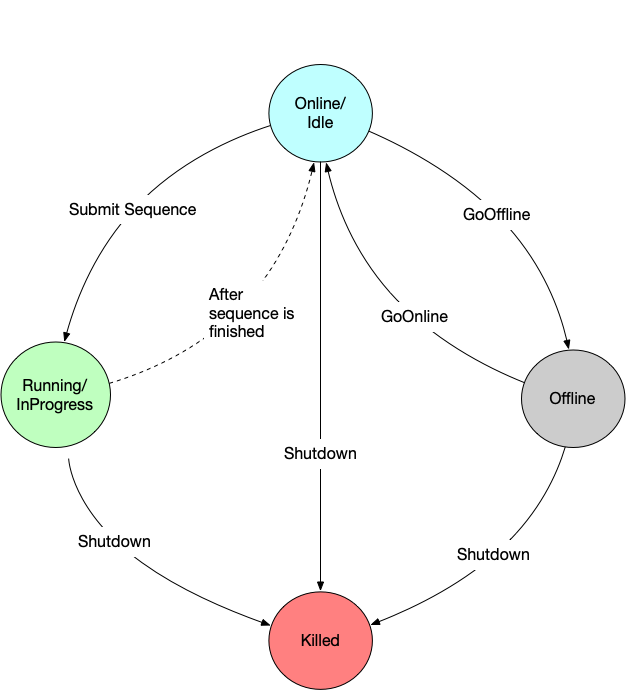 Online/
Idle
Submit Sequence
GoOffline
After
sequence is
finished
GoOnline
Running/
InProgress
Offline
Shutdown
Shutdown
Shutdown
Killed